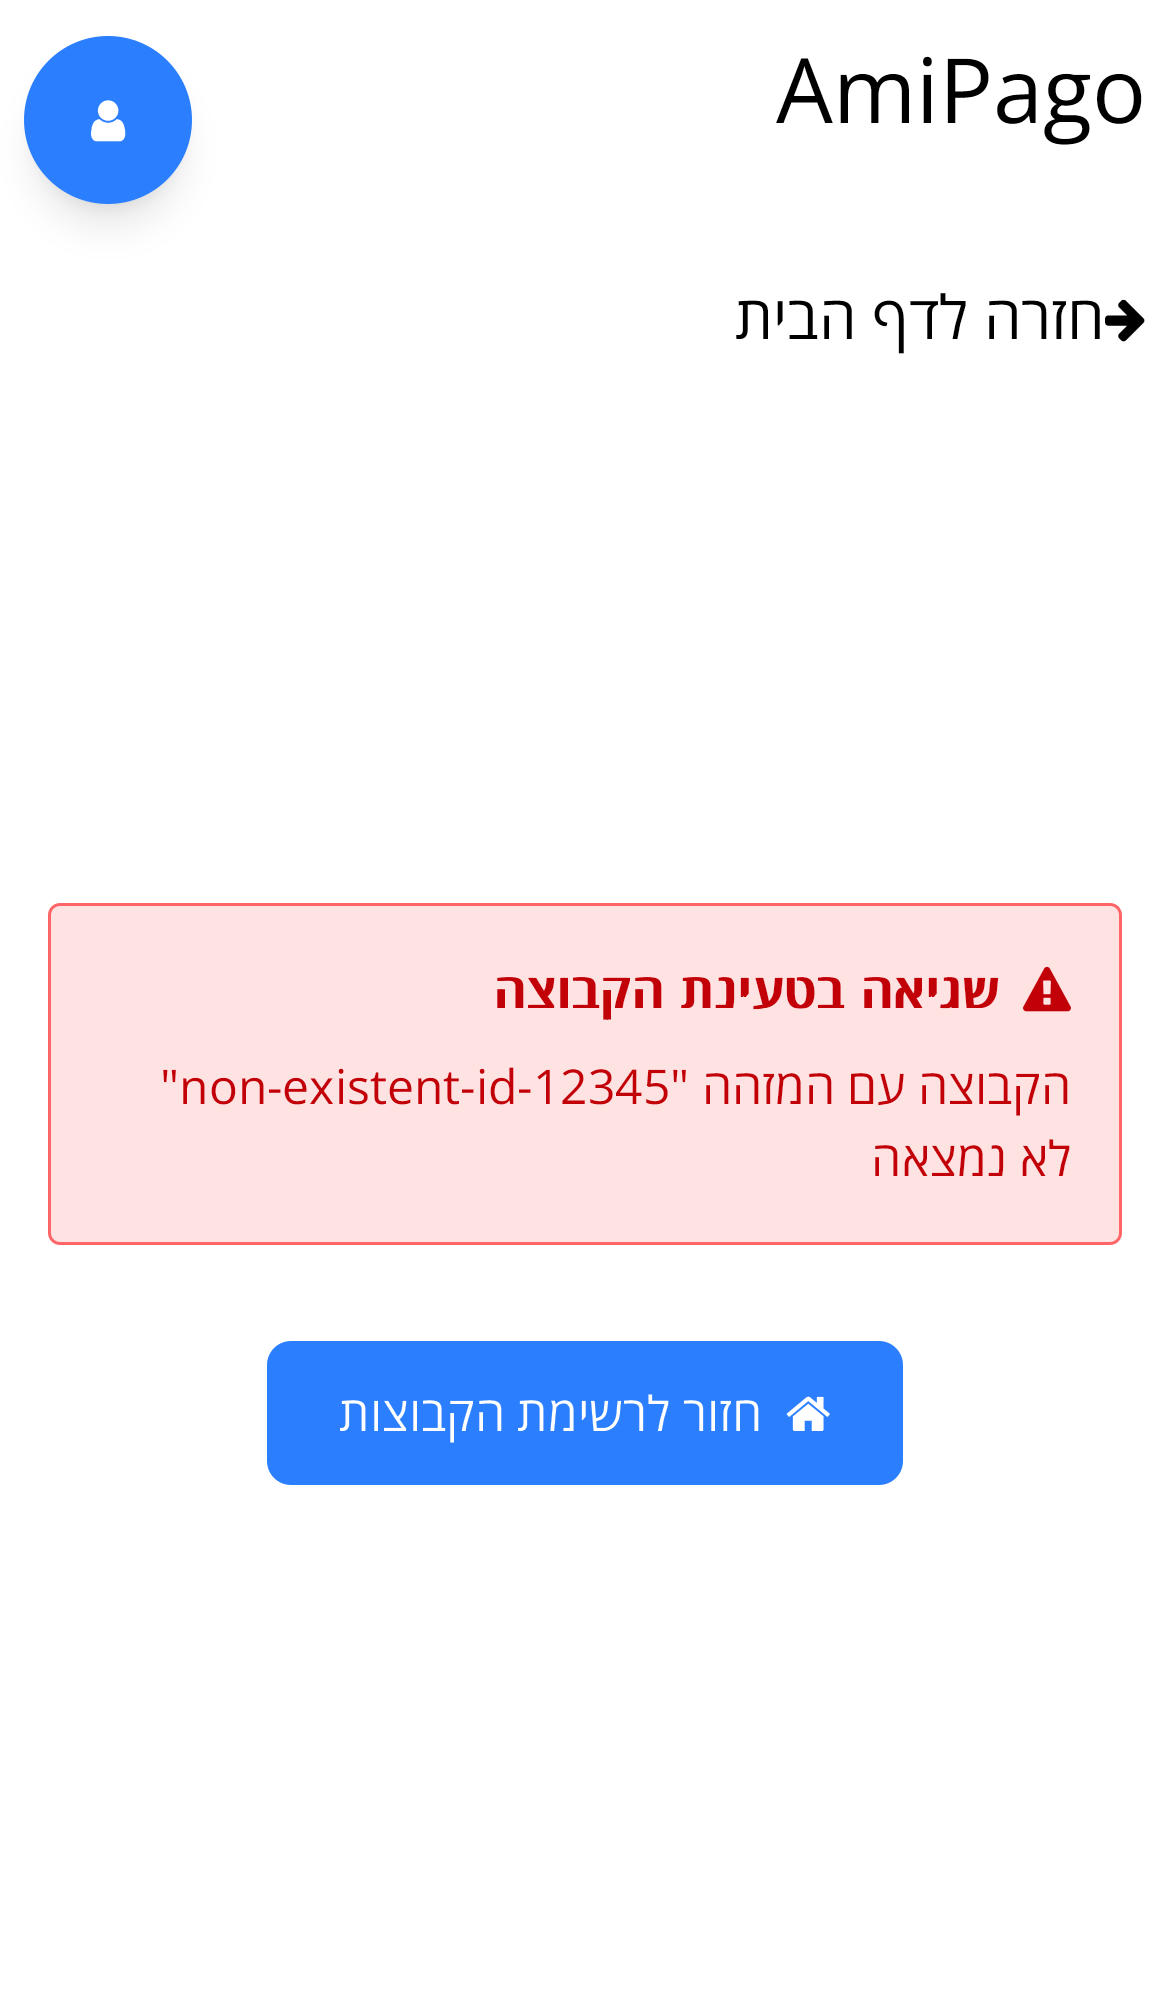 AmiPago
חזרה לדף הבית
שגיאה בטעינת הקבוצה
הקבוצה עם המזהה "non-existent-id-12345"
לא נמצאה
חזור לרשימת הקבוצות